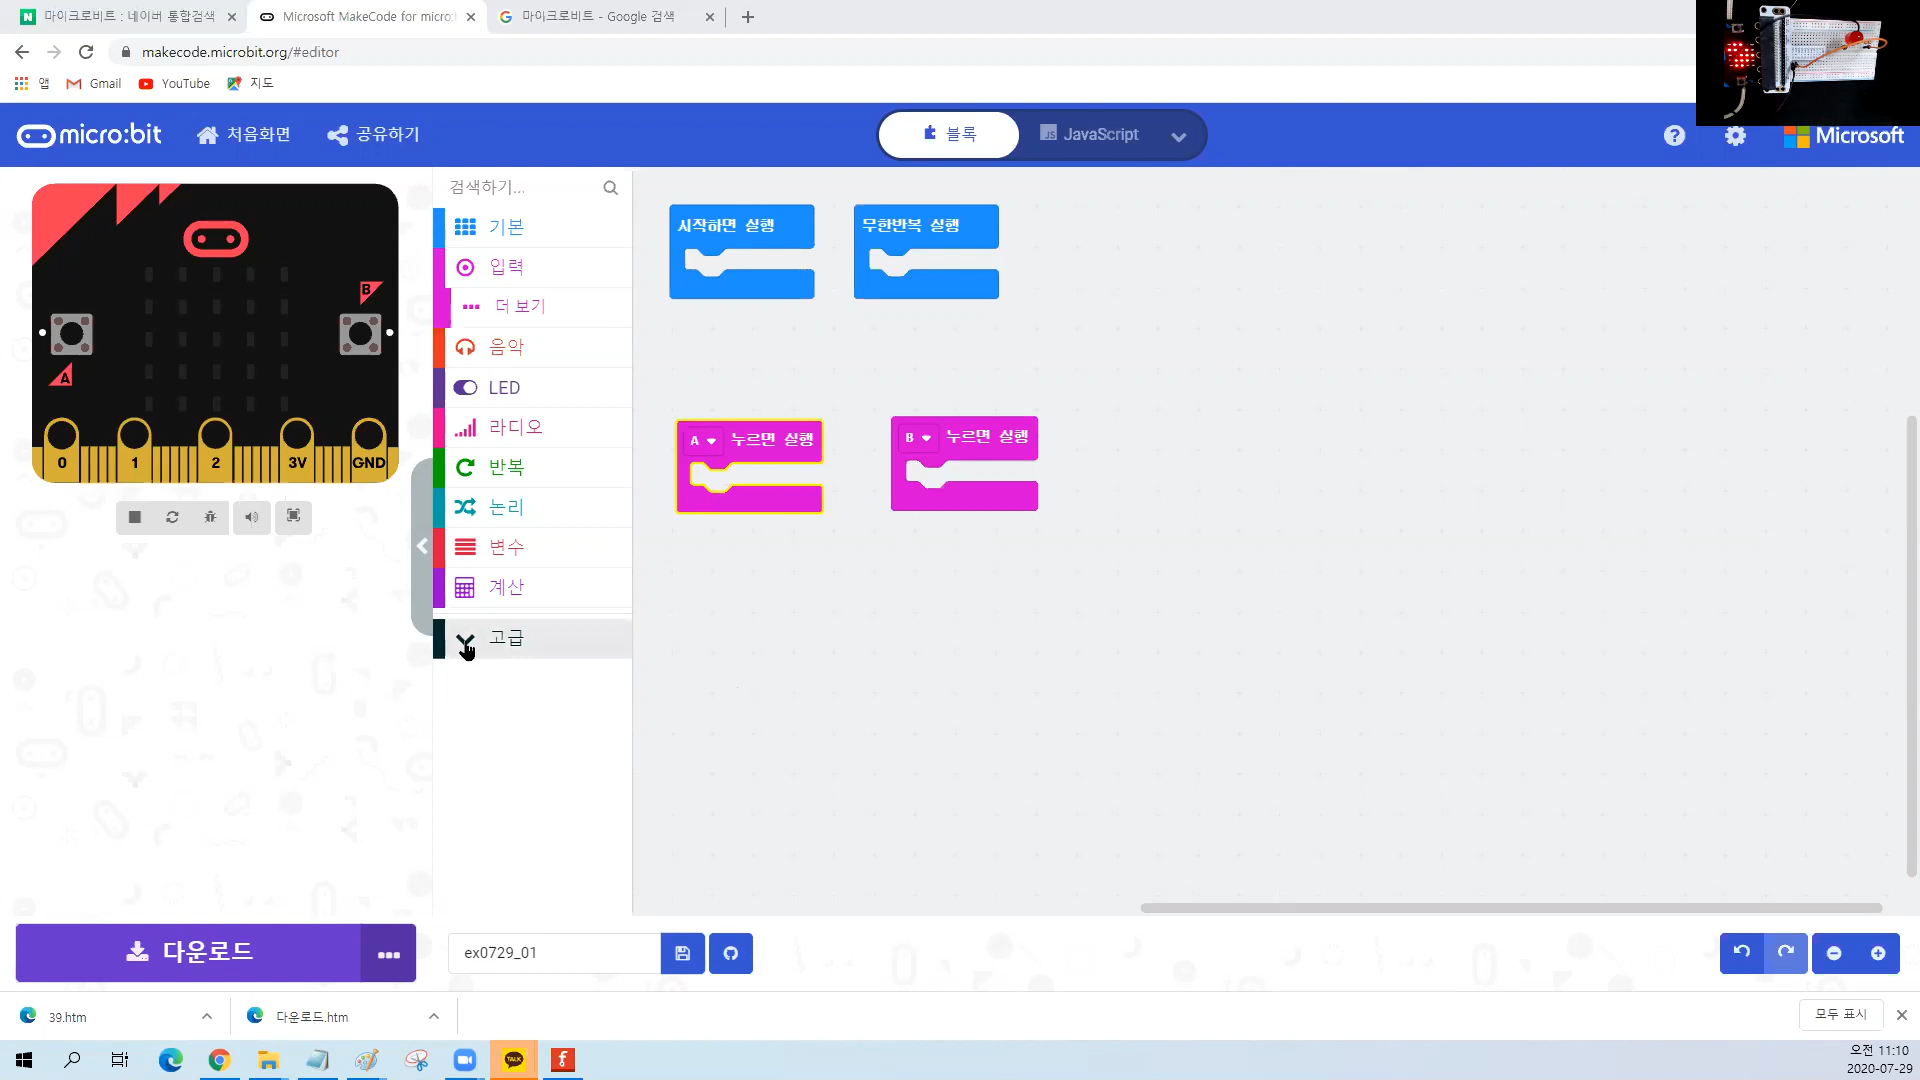 마이크로비트 : 네이버 통합검색
Microsoft MakeCode for micro:
마이크로비트 - Google 검색
makecode.microbit.org/#editor
앱
Gmail
YouTube
지도
micro:bit
처음화면
공유하기
블록
JavaScript
Microsoft
검색하기...
기본
입력
더 보기
음악
LED
라디오
반복
논리
변수
계산
고급
시작하면 실행
무한반복 실행
A 누르면 실행
B 누르면 실행
B
A
0 1 2 3V GND
다운로드
ex0729_01
39.htm
다운로드.htm
모두 표시
TALK
오전 11:10
2020-07-29